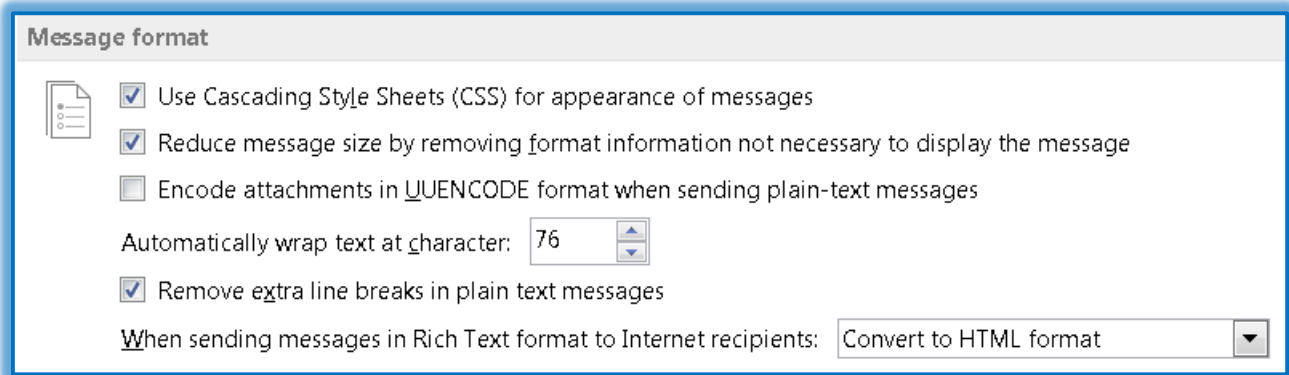 Message format
Use Cascading Style Sheets (CSS) for appearance of messages
Reduce message size by removing format information not necessary to display the message
Encode attachments in UUENCODE format when sending plain-text messages
Automatically wrap text at character: 76
Remove extra line breaks in plain text messages
When sending messages in Rich Text format to Internet recipients: Convert to HTML format